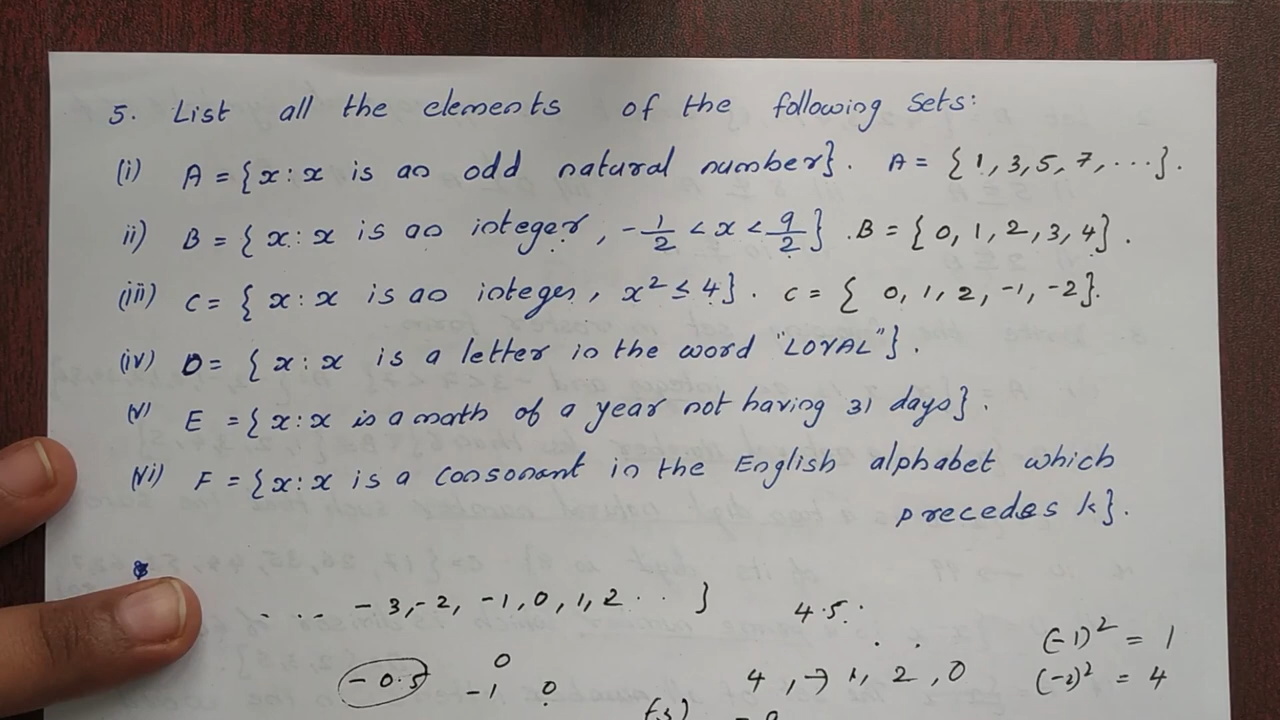 5. List all the elements of the following sets:
(i) A = {x : x is an odd natural number}. A = {1, 3, 5, 7, ...}.
ii) B = {x : x is an integer, -1/2 < x < 9/2}. B = {0, 1, 2, 3, 4}.
(iii) C = {x : x is an integer, x² ≤ 4}. C = {0, 1, 2, -1, -2}.
(iv) D = {x : x is a letter in the word "LOYAL"}.
(v) E = {x : x is a month of a year not having 31 days}.
(vi) F = {x : x is a consonant in the English alphabet which
precedes k}.
. .. -3, -2, -1, 0, 1, 2 . . }
4.5.
(-1)² = 1
-0.5
0
-1 0
4, → 1, 2, 0
(-2)² = 4